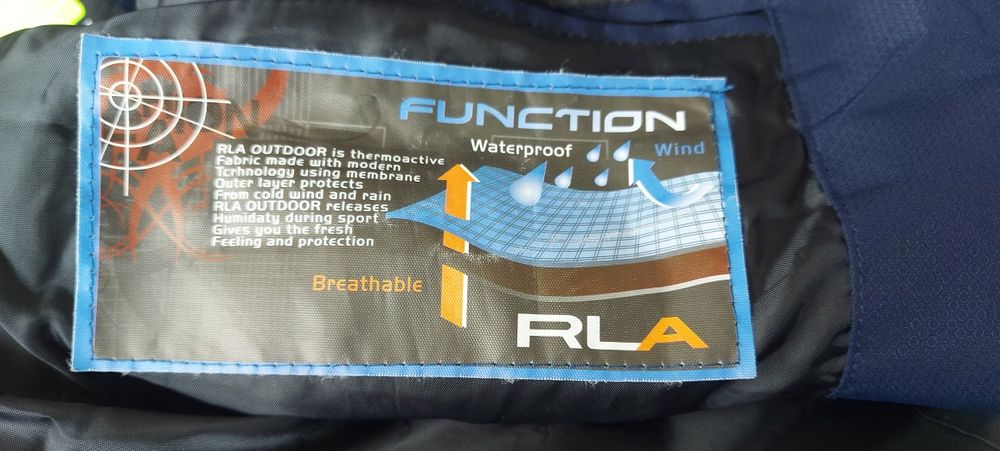 FUNCTION
RLA OUTDOOR is thermoactive
Fabric made with modern
Tcrhnology using membrane
Outer layer protects
From cold wind and rain
RLA OUTDOOR releases
Humidaty during sport
Gives you the fresh
Feeling and protection
Waterproof
Wind
Breathable
RLA